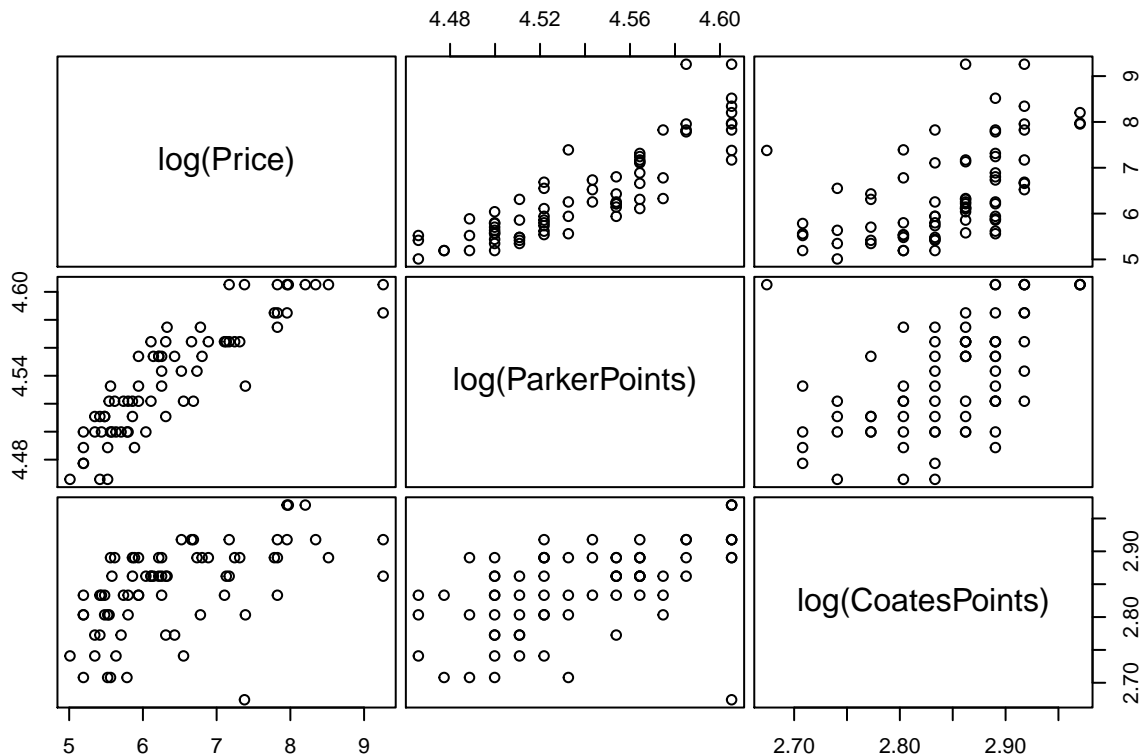 4.48 4.52 4.56 4.60
log(Price)
5 6 7 8 9
4.48 4.54 4.60
log(ParkerPoints)
log(CoatesPoints)
2.70 2.80 2.90
5 6 7 8 9
2.70 2.80 2.90